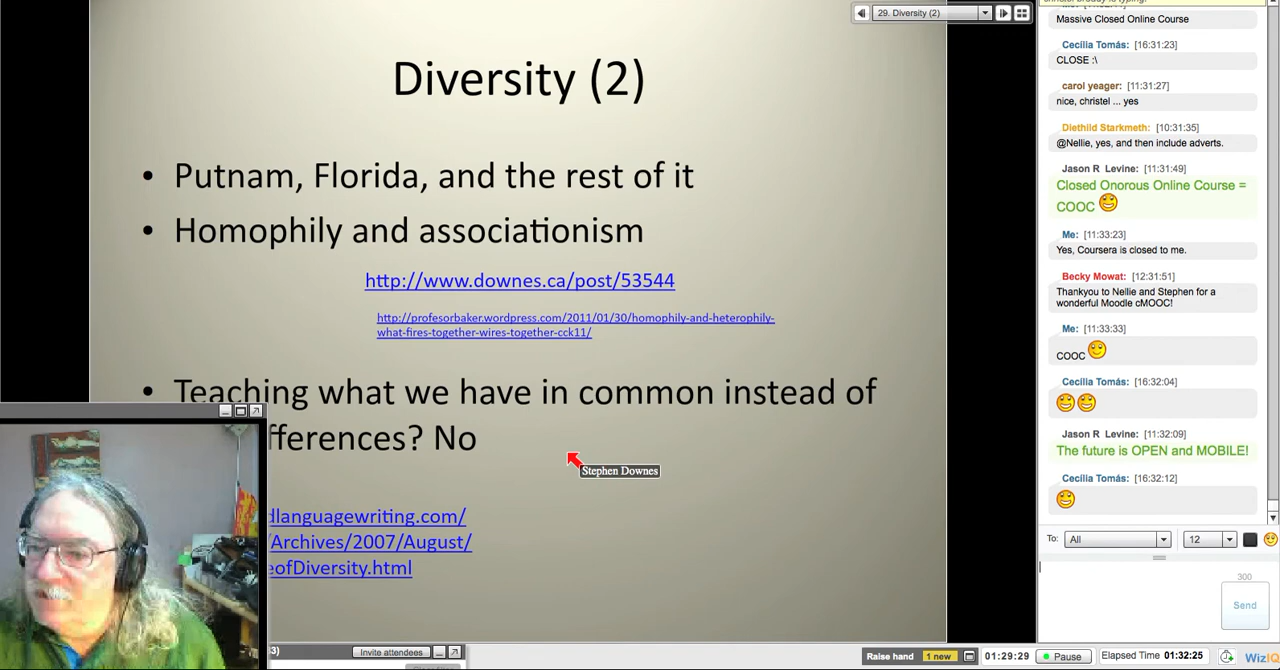 29. Diversity (2)
Diversity (2)
• Putnam, Florida, and the rest of it
• Homophily and associationism
http://www.downes.ca/post/53544
http://profesorbaker.wordpress.com/2011/01/30/homophily-and-heterophily-
what-fires-together-wires-together-cck11/
• Teaching what we have in common instead of
fferences? No
Stephen Downes
dlanguagewriting.com/
/Archives/2007/August/
eofDiversity.html
3)
Invite attendees
Massive Closed Online Course
Cecilia Tomás: [16:31:23]
CLOSE :\
carol yeager: [11:31:27]
nice, christel ... yes
Diethild Starkmeth: [10:31:35]
@Nellie, yes, and then include adverts.
Jason R Levine: [11:31:49]
Closed Onorous Online Course =
COOC
Me: [11:33:23]
Yes, Coursera is closed to me.
Becky Mowat: [12:31:51]
Thankyou to Nellie and Stephen for a
wonderful Moodle cMOOC!
Me: [11:33:33]
COOC
Cecilia Tomás: [16:32:04]
Jason R Levine: [11:32:09]
The future is OPEN and MOBILE!
Cecilia Tomás: [16:32:12]
To: All 12
300
Send
Raise hand 1 new 01:29:29 Pause Elapsed Time 01:32:25 WizIQ